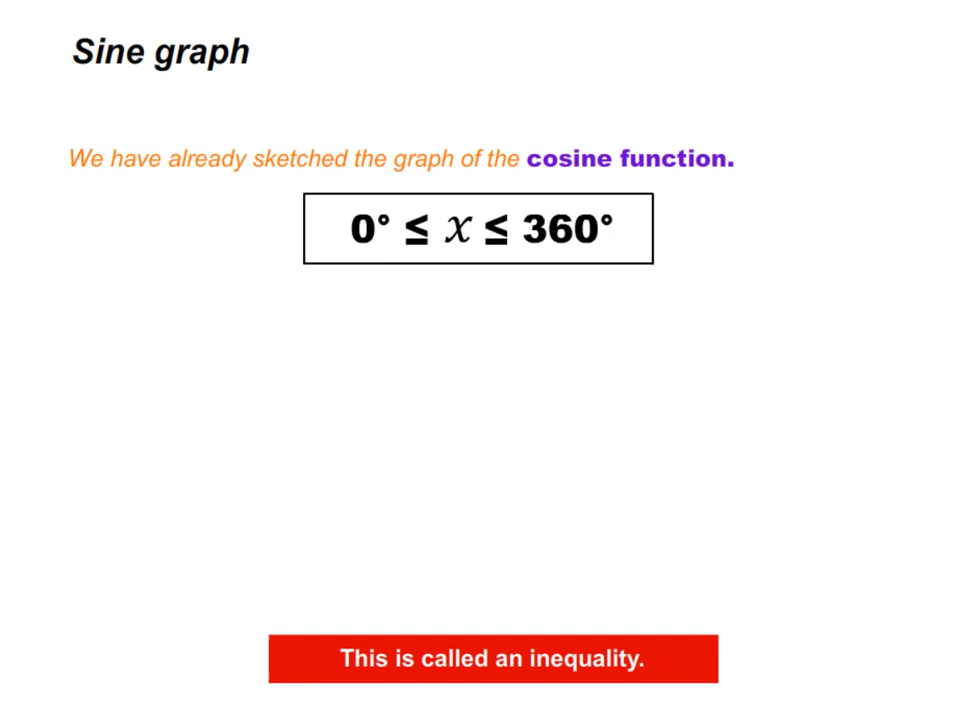 Sine graph
We have already sketched the graph of the cosine function.
0° ≤ 𝑥 ≤ 360°
This is called an inequality.